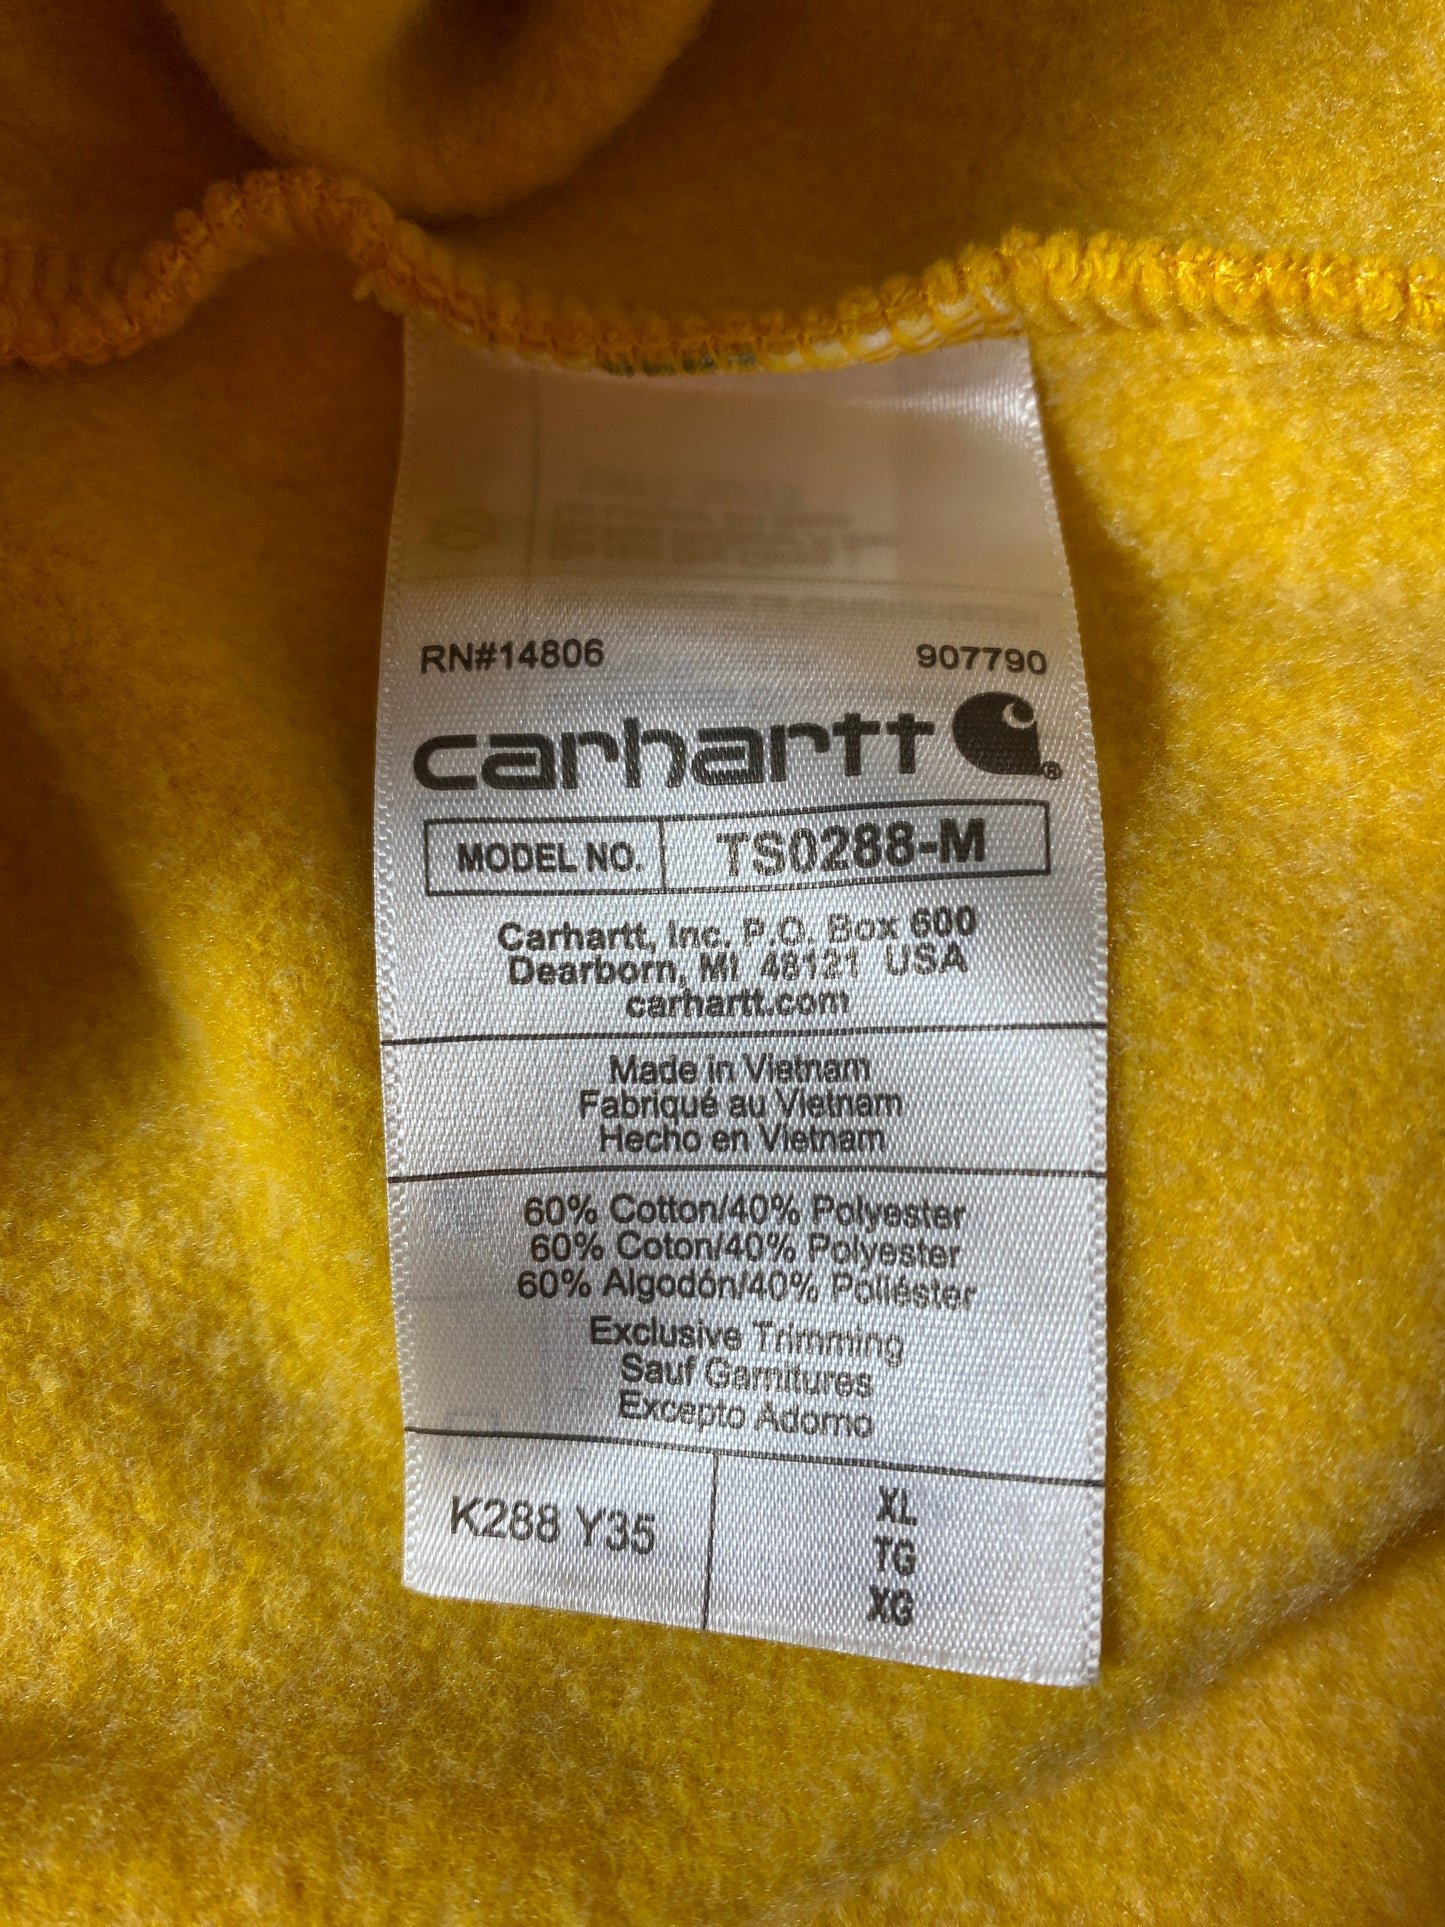 RN#14806 907790
carhartt
MODEL NO. TS0288-M
Carhartt, Inc. P.O. Box 600
Dearborn, MI 48121 USA
carhartt.com
Made in Vietnam
Fabriqué au Vietnam
Hecho en Vietnam
60% Cotton/40% Polyester
60% Coton/40% Polyester
60% Algodón/40% Poliéster
Exclusive Trimming
Sauf Garnitures
Excepto Adorno
K288 Y35
XL
TG
XG